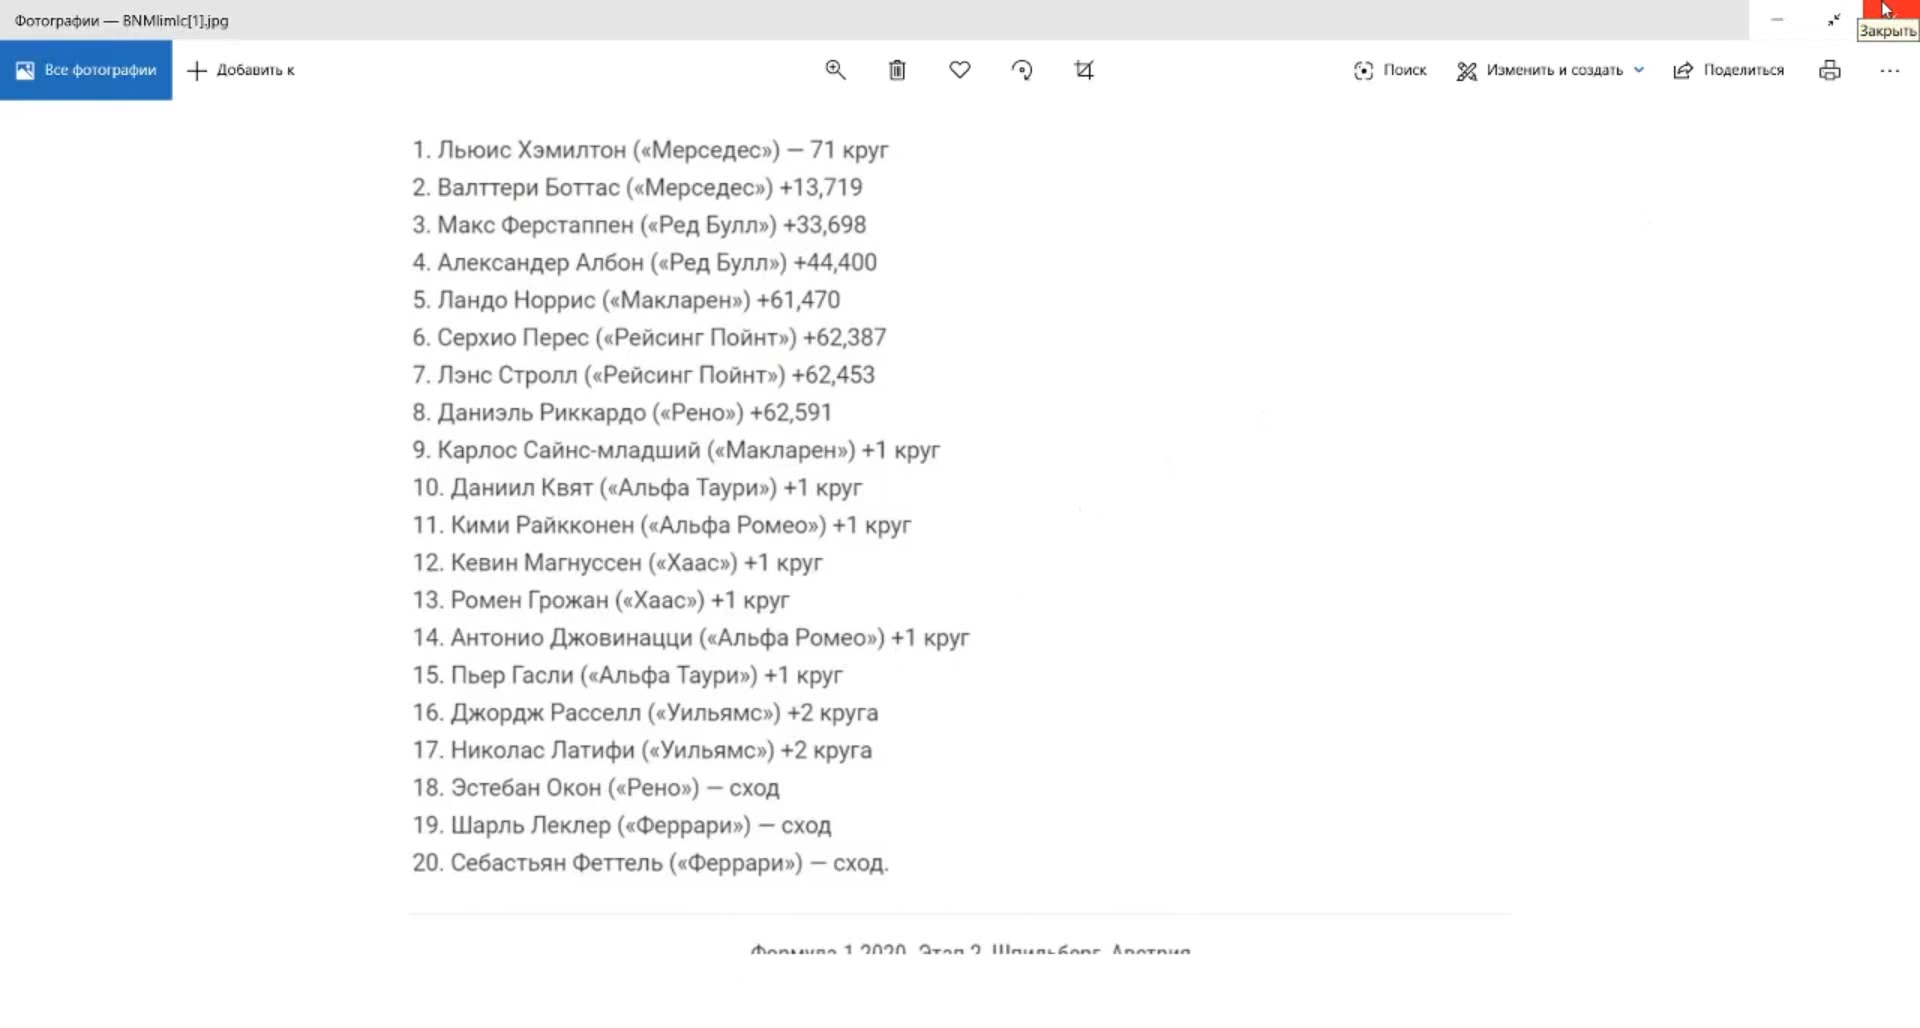 Фотографии — BNMlimlc[1].jpg
Закрыть
Все фотографии
Добавить к
Поиск
Изменить и создать
Поделиться
1. Льюис Хэмилтон («Мерседес») — 71 круг
2. Валттери Боттас («Мерседес») +13,719
3. Макс Ферстаппен («Ред Булл») +33,698
4. Александер Албон («Ред Булл») +44,400
5. Ландо Норрис («Макларен») +61,470
6. Серхио Перес («Рейсинг Пойнт») +62,387
7. Лэнс Стролл («Рейсинг Пойнт») +62,453
8. Даниэль Риккардо («Рено») +62,591
9. Карлос Сайнс-младший («Макларен») +1 круг
10. Даниил Квят («Альфа Таури») +1 круг
11. Кими Райкконен («Альфа Ромео») +1 круг
12. Кевин Магнуссен («Хаас») +1 круг
13. Ромен Грожан («Хаас») +1 круг
14. Антонио Джовинацци («Альфа Ромео») +1 круг
15. Пьер Гасли («Альфа Таури») +1 круг
16. Джордж Расселл («Уильямс») +2 круга
17. Николас Латифи («Уильямс») +2 круга
18. Эстебан Окон («Рено») — сход
19. Шарль Леклер («Феррари») — сход
20. Себастьян Феттель («Феррари») — сход.
Формула 1 2020. Этап 2. Шпильберг, Австрия